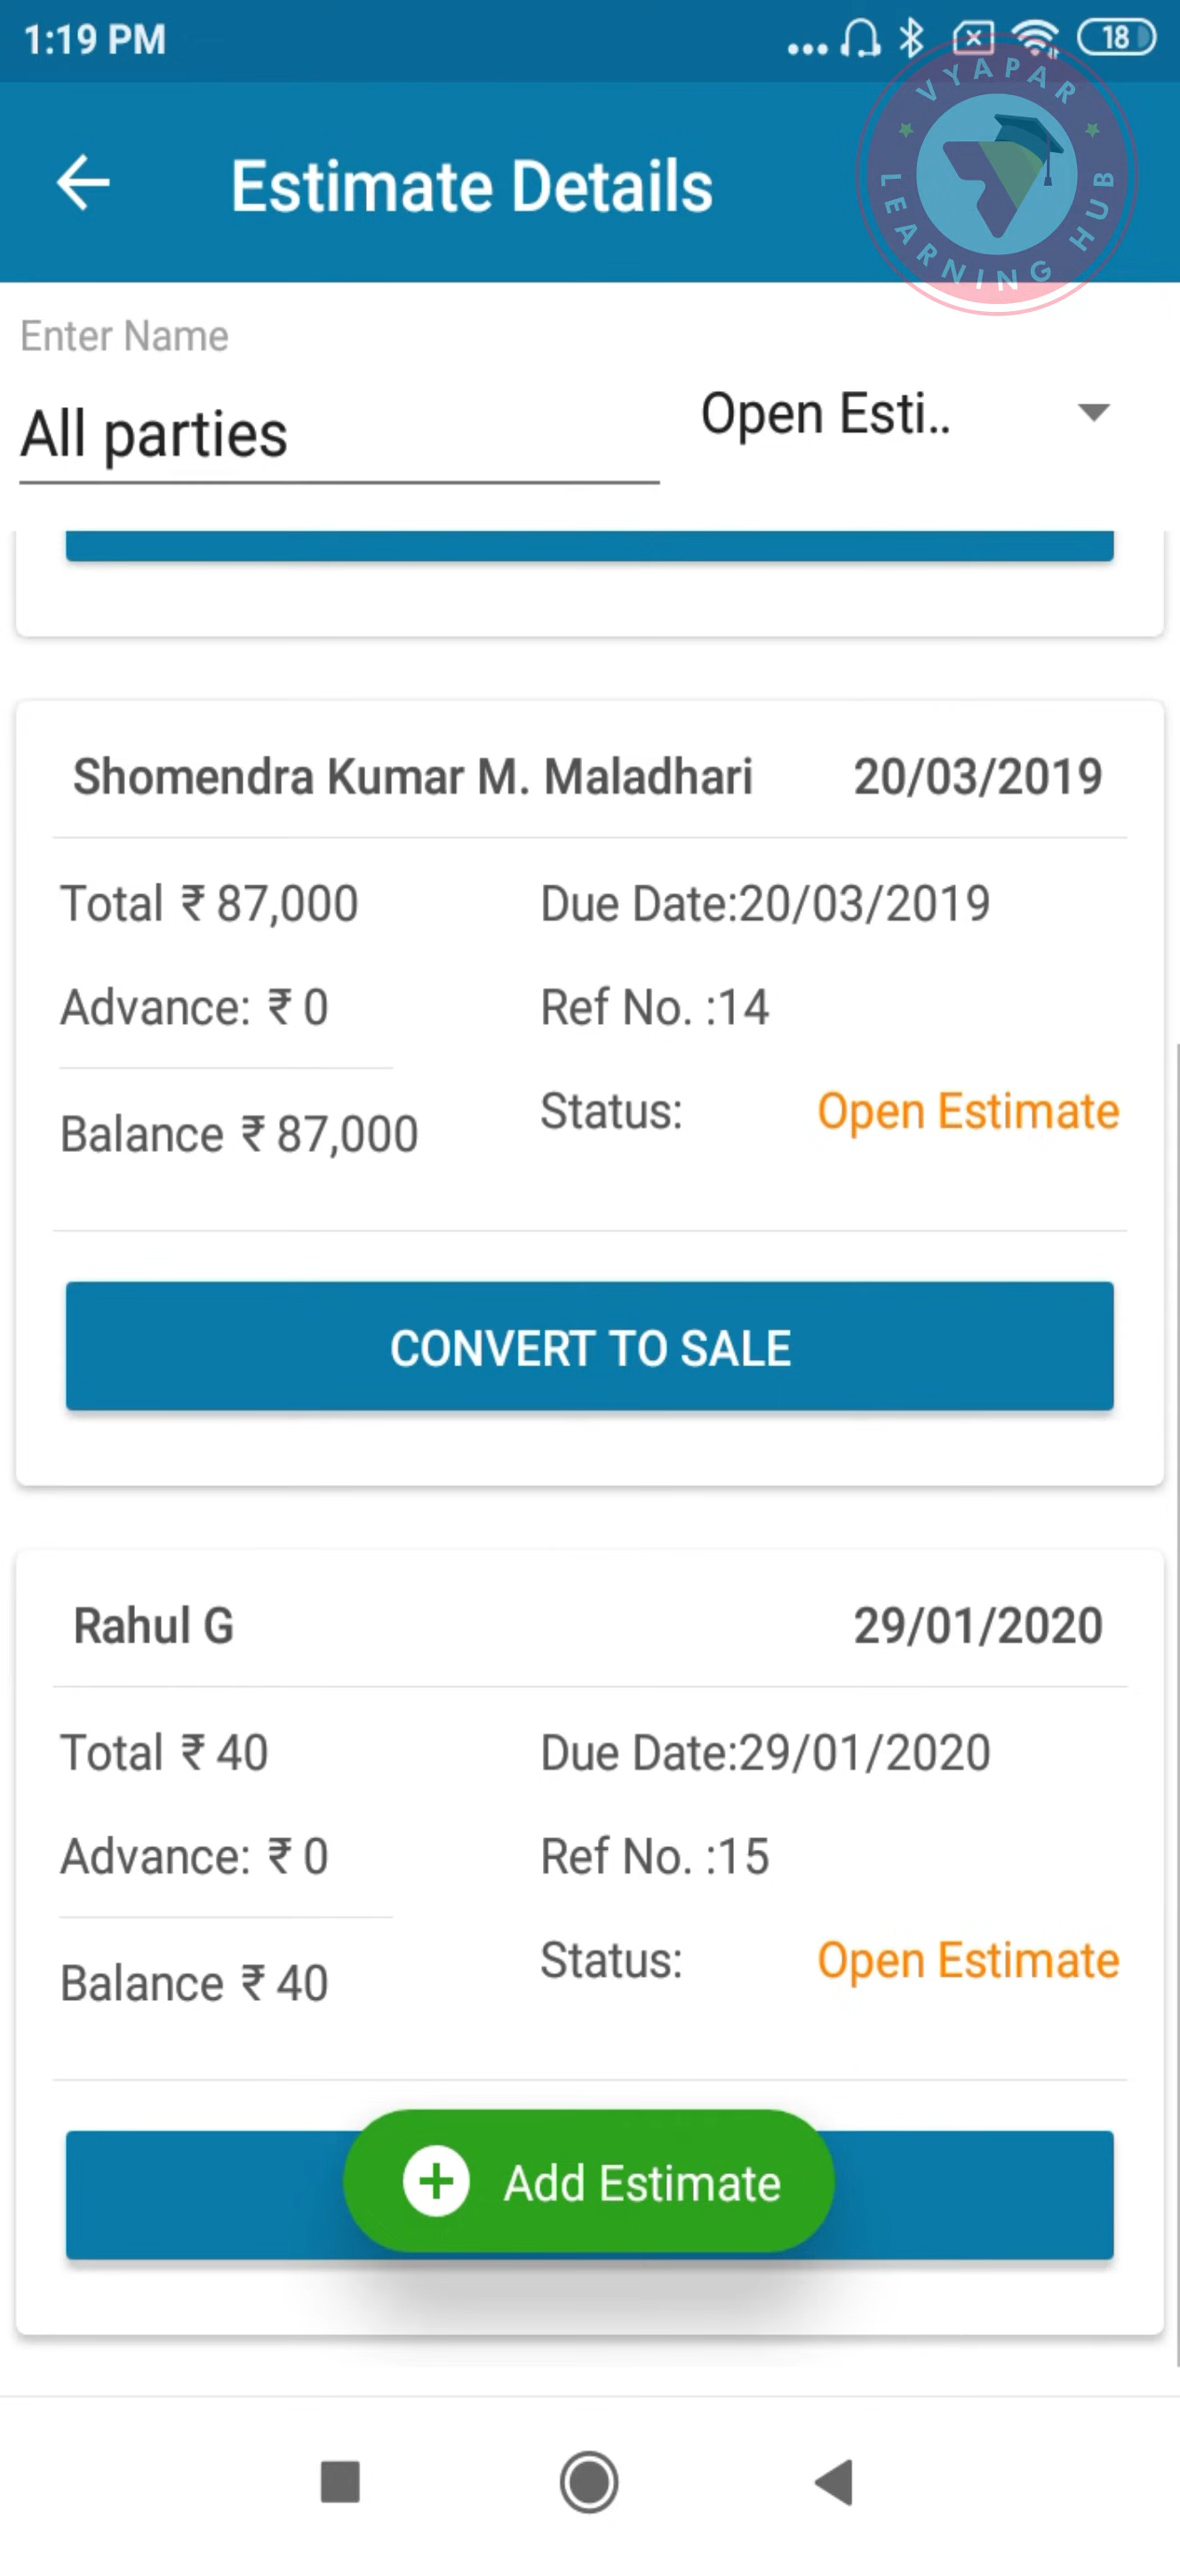 1:19 PM
18
VYAPAR
LEARNING HUB
Estimate Details
Enter Name
All parties
Open Esti..
Shomendra Kumar M. Maladhari 20/03/2019
Total ₹ 87,000 Due Date:20/03/2019
Advance: ₹ 0 Ref No. :14
Balance ₹ 87,000 Status: Open Estimate
CONVERT TO SALE
Rahul G 29/01/2020
Total ₹ 40 Due Date:29/01/2020
Advance: ₹ 0 Ref No. :15
Balance ₹ 40 Status: Open Estimate
Add Estimate